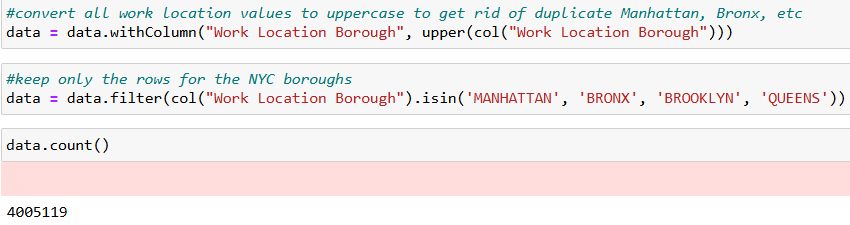 #convert all work location values to uppercase to get rid of duplicate Manhattan, Bronx, etc
data = data.withColumn("Work Location Borough", upper(col("Work Location Borough")))
#keep only the rows for the NYC boroughs
data = data.filter(col("Work Location Borough").isin('MANHATTAN', 'BRONX', 'BROOKLYN', 'QUEENS'))
data.count()
4005119